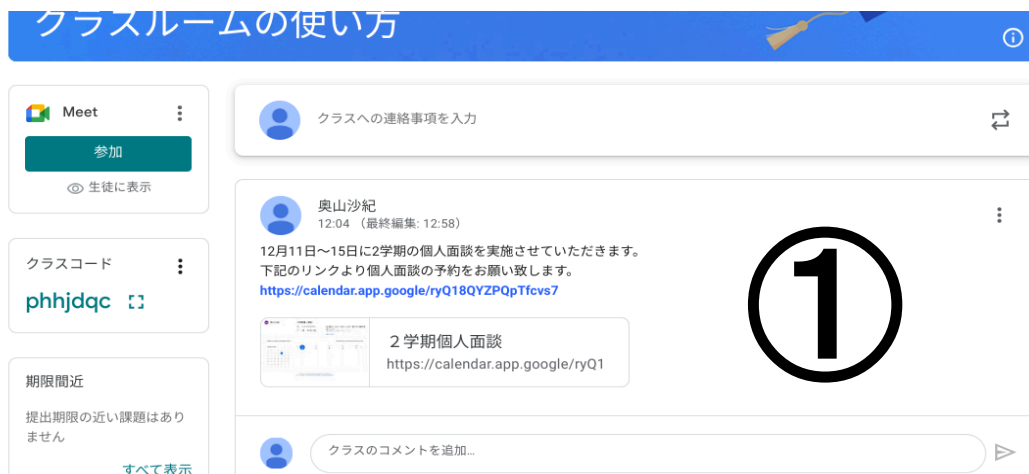 クラスルームの使い方
Meet
参加
生徒に表示
クラスコード
phhjdqc
期限間近
提出期限の近い課題はあり
ません
すべて表示
クラスへの連絡事項を入力
奥山沙紀
12:04 （最終編集: 12:58）
12月11日～15日に2学期の個人面談を実施させていただきます。
下記のリンクより個人面談の予約をお願い致します。
https://calendar.app.google/ryQ18QYZPQpTfcvs7
２学期個人面談
https://calendar.app.google/ryQ1
①
クラスのコメントを追加…